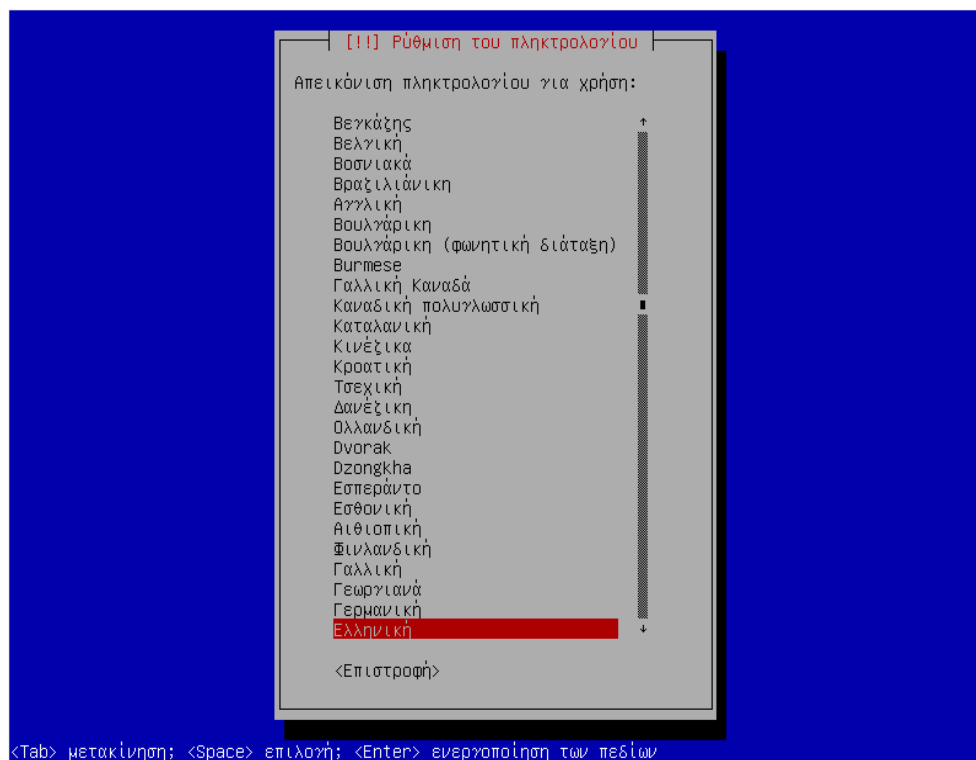 [!!] Ρύθμιση του πληκτρολογίου
Απεικόνιση πληκτρολογίου για χρήση:
Βεγκάζης
Βελγική
Βοσνιακά
Βραζιλιάνικη
Αγγλική
Βουλγάρικη
Βουλγάρικη (φωνητική διάταξη)
Burmese
Γαλλική Καναδά
Καναδική πολυγλωσσική
Καταλανική
Κινέζικα
Κροατική
Τσεχική
Δανέζικη
Ολλανδική
Dvorak
Dzongkha
Εσπεράντο
Εσθονική
Αιθιοπική
Φινλανδική
Γαλλική
Γεωργιανά
Γερμανική
Ελληνική
<Επιστροφή>
<Tab> μετακίνηση; <Space> επιλογή; <Enter> ενεργοποίηση των πεδίων